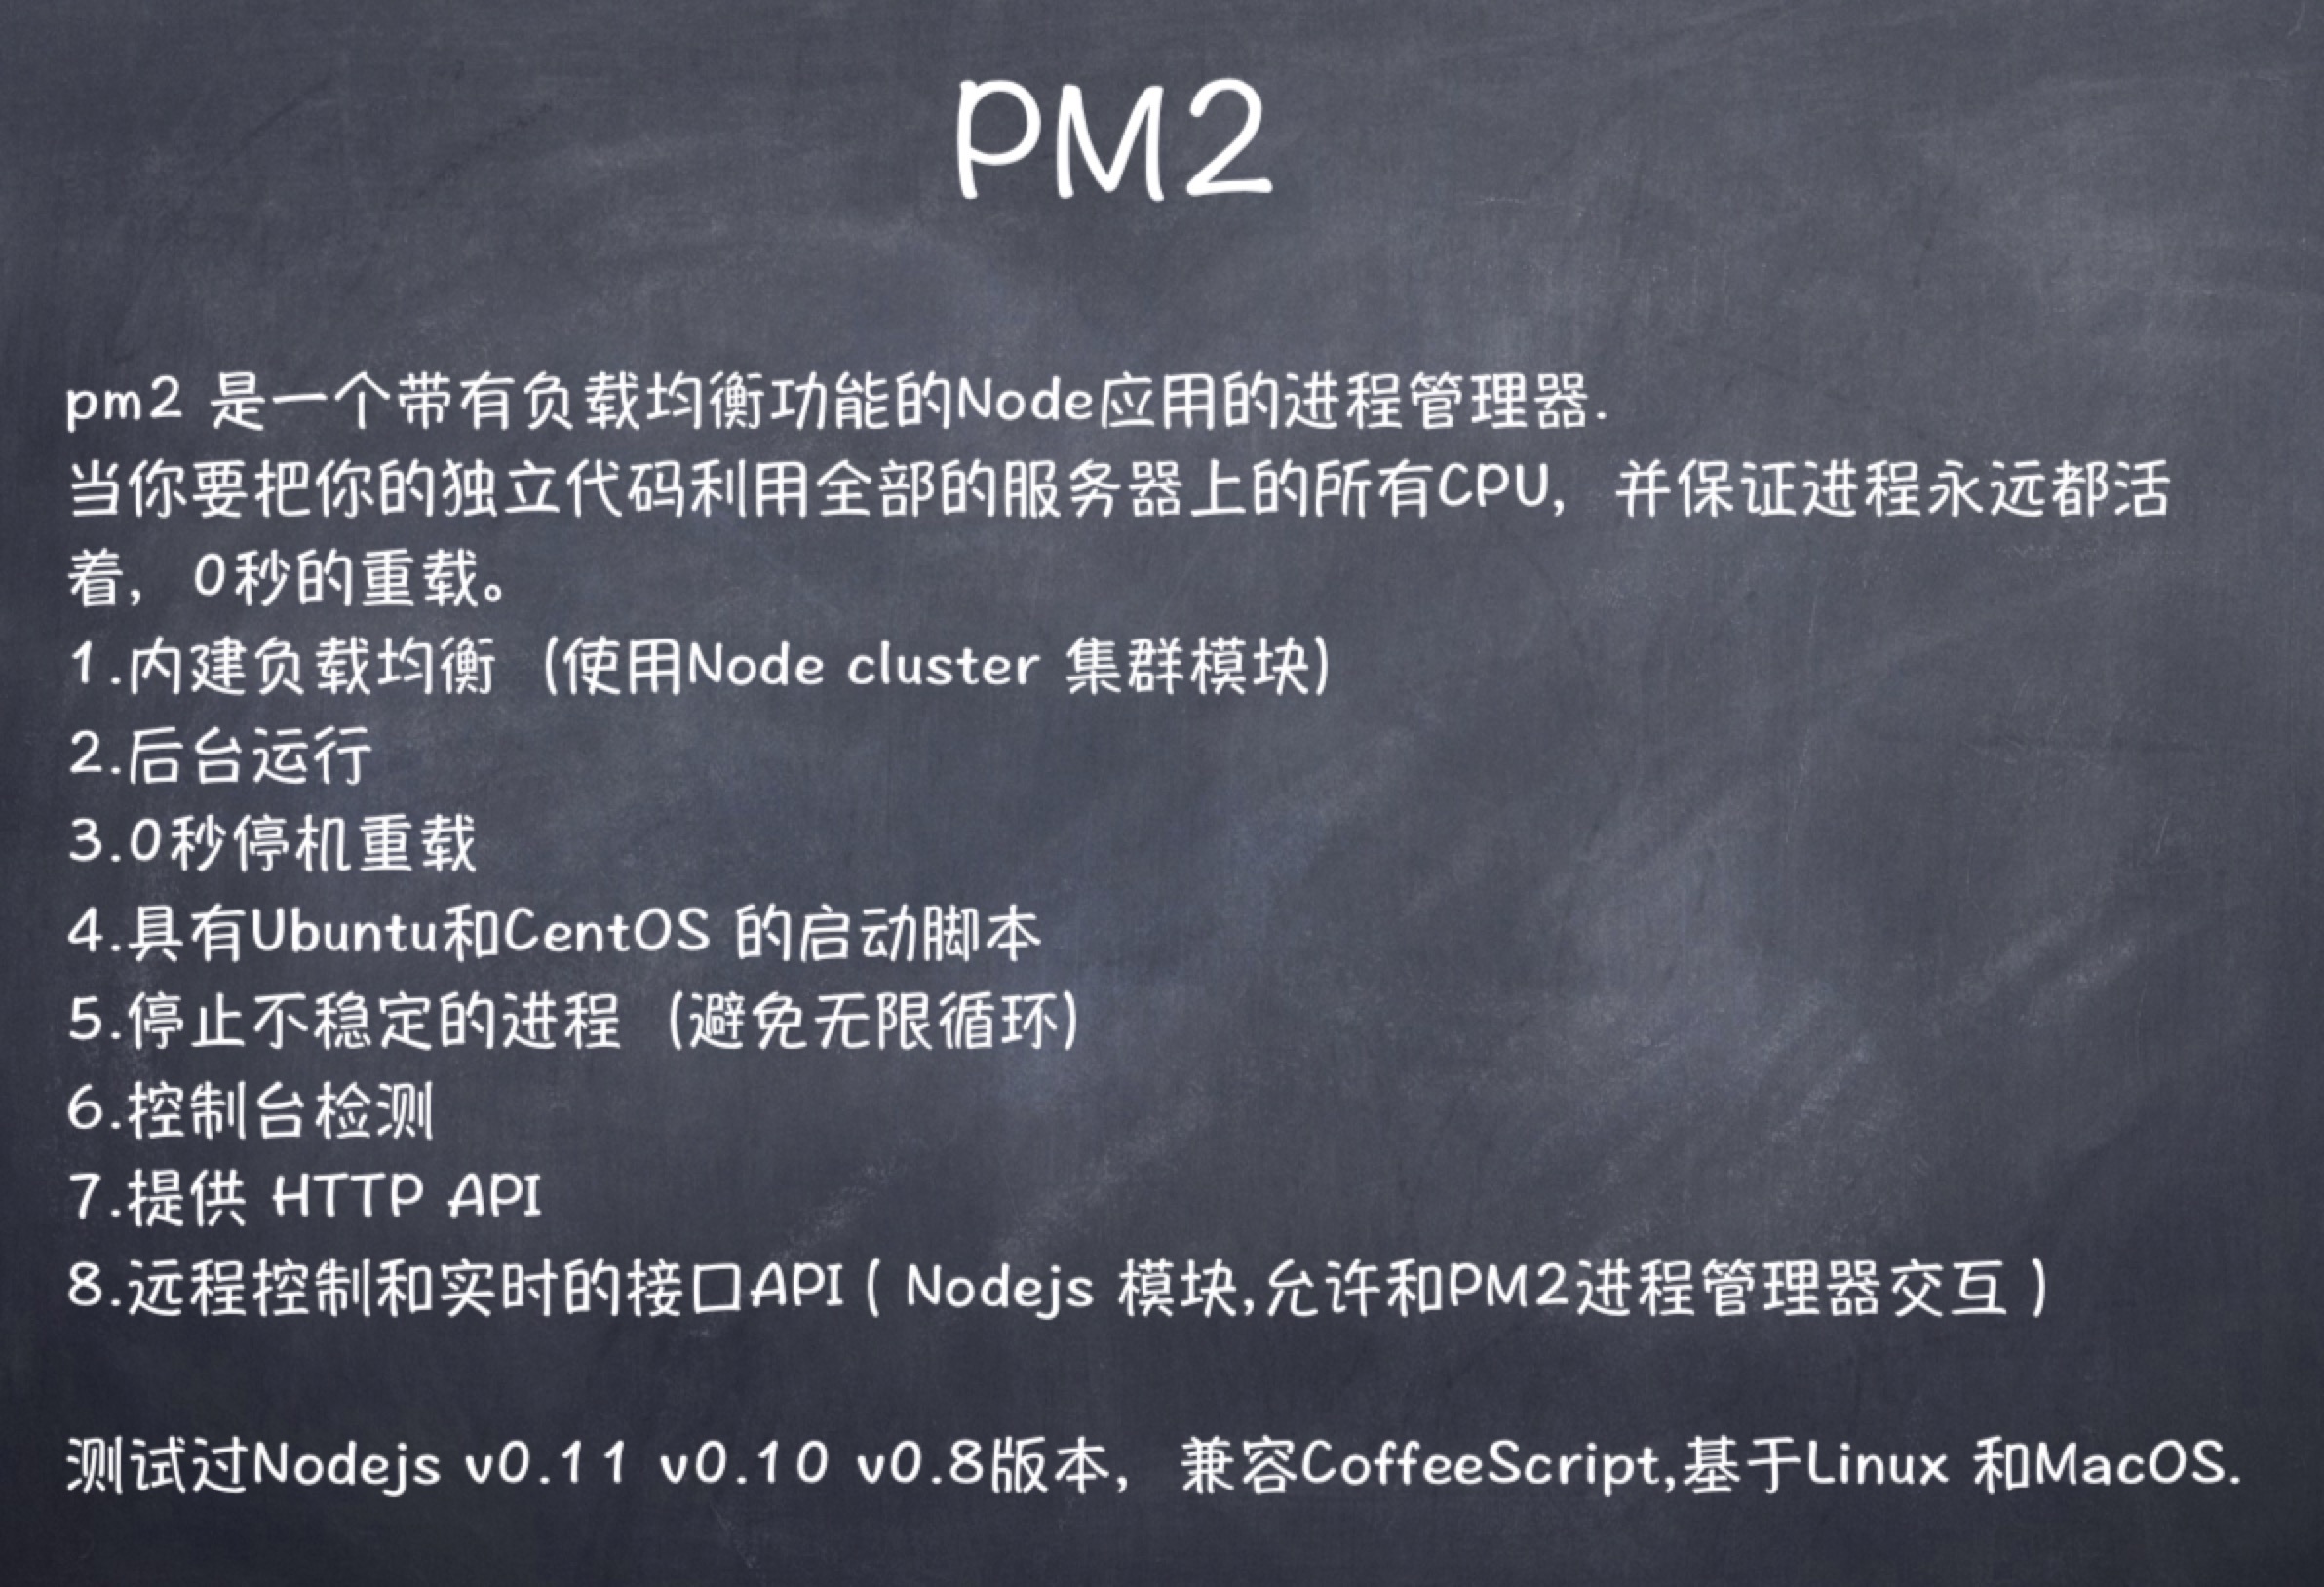 PM2
pm2 是一个带有负载均衡功能的Node应用的进程管理器.
当你要把你的独立代码利用全部的服务器上的所有CPU，并保证进程永远都活
着，0秒的重载。
1.内建负载均衡（使用Node cluster 集群模块）
2.后台运行
3.0秒停机重载
4.具有Ubuntu和CentOS 的启动脚本
5.停止不稳定的进程（避免无限循环）
6.控制台检测
7.提供 HTTP API
8.远程控制和实时的接口API ( Nodejs 模块,允许和PM2进程管理器交互 )
测试过Nodejs v0.11 v0.10 v0.8版本，兼容CoffeeScript,基于Linux 和MacOS.